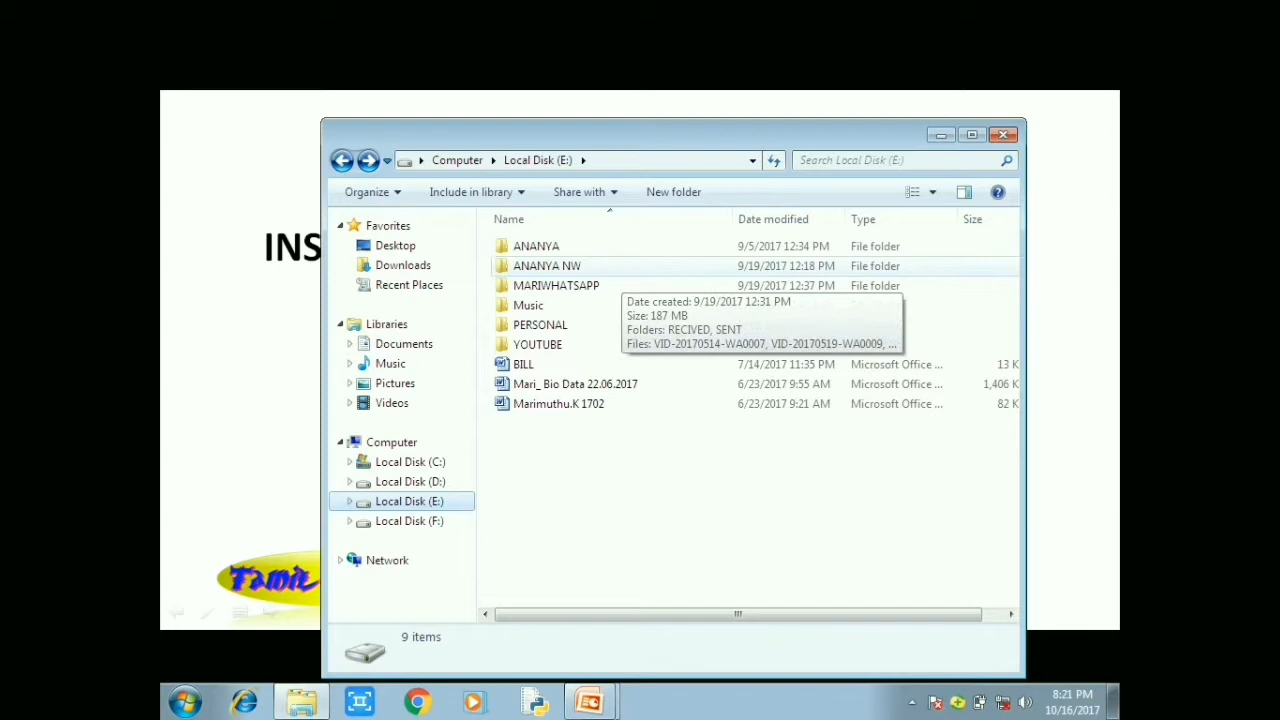 Computer Local Disk (E:)
Search Local Disk (E:)
Organize Include in library Share with New folder
Name Date modified Type Size
Favorites
Desktop
Downloads
Recent Places
Libraries
Documents
Music
Pictures
Videos
Computer
Local Disk (C:)
Local Disk (D:)
Local Disk (E:)
Local Disk (F:)
Network
ANANYA 9/5/2017 12:34 PM File folder
ANANYA NW 9/19/2017 12:18 PM File folder
MARIWHATSAPP 9/19/2017 12:37 PM File folder
Music
PERSONAL
YOUTUBE
BILL 7/14/2017 11:35 PM Microsoft Office ... 13 K
Mari_ Bio Data 22.06.2017 6/23/2017 9:55 AM Microsoft Office ... 1,406 K
Marimuthu.K 1702 6/23/2017 9:21 AM Microsoft Office ... 82 K
Date created: 9/19/2017 12:31 PM
Size: 187 MB
Folders: RECIVED, SENT
Files: VID-20170514-WA0007, VID-20170519-WA0009, ...
9 items
INS
Tamil
8:21 PM
10/16/2017